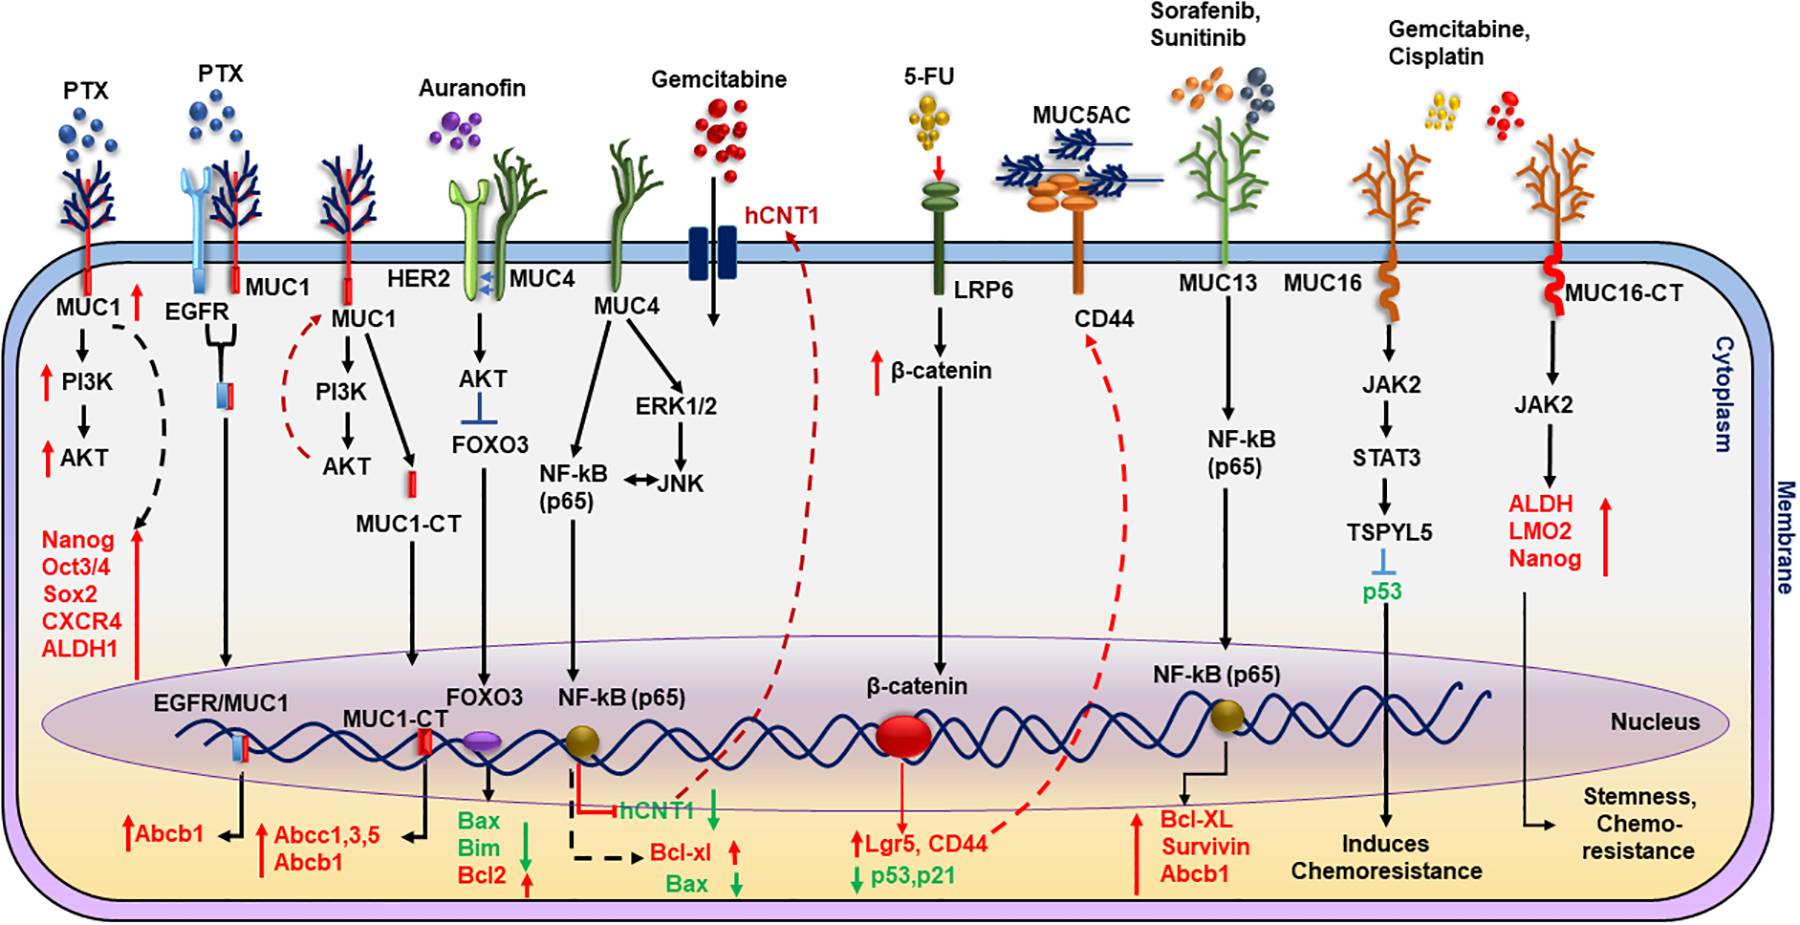 PTX
PTX
Auranofin
Gemcitabine
5-FU
MUC5AC
Sorafenib,
Sunitinib
Gemcitabine,
Cisplatin
hCNT1
MUC1
EGFR
MUC1
MUC1
HER2
MUC4
MUC4
LRP6
CD44
MUC13
MUC16
MUC16-CT
Cytoplasm
Membrane
PI3K
AKT
Nanog
Oct3/4
Sox2
CXCR4
ALDH1
PI3K
AKT
MUC1-CT
AKT
FOXO3
NF-kB
(p65)
ERK1/2
JNK
β-catenin
NF-kB
(p65)
JAK2
STAT3
TSPYL5
p53
JAK2
ALDH
LMO2
Nanog
EGFR/MUC1
MUC1-CT
FOXO3
NF-kB (p65)
β-catenin
NF-kB (p65)
Nucleus
Abcb1
Abcc1,3,5
Abcb1
Bax
Bim
Bcl2
hCNT1
Bcl-xl
Bax
Lgr5, CD44
p53,p21
Bcl-XL
Survivin
Abcb1
Induces
Chemoresistance
Stemness,
Chemo-
resistance